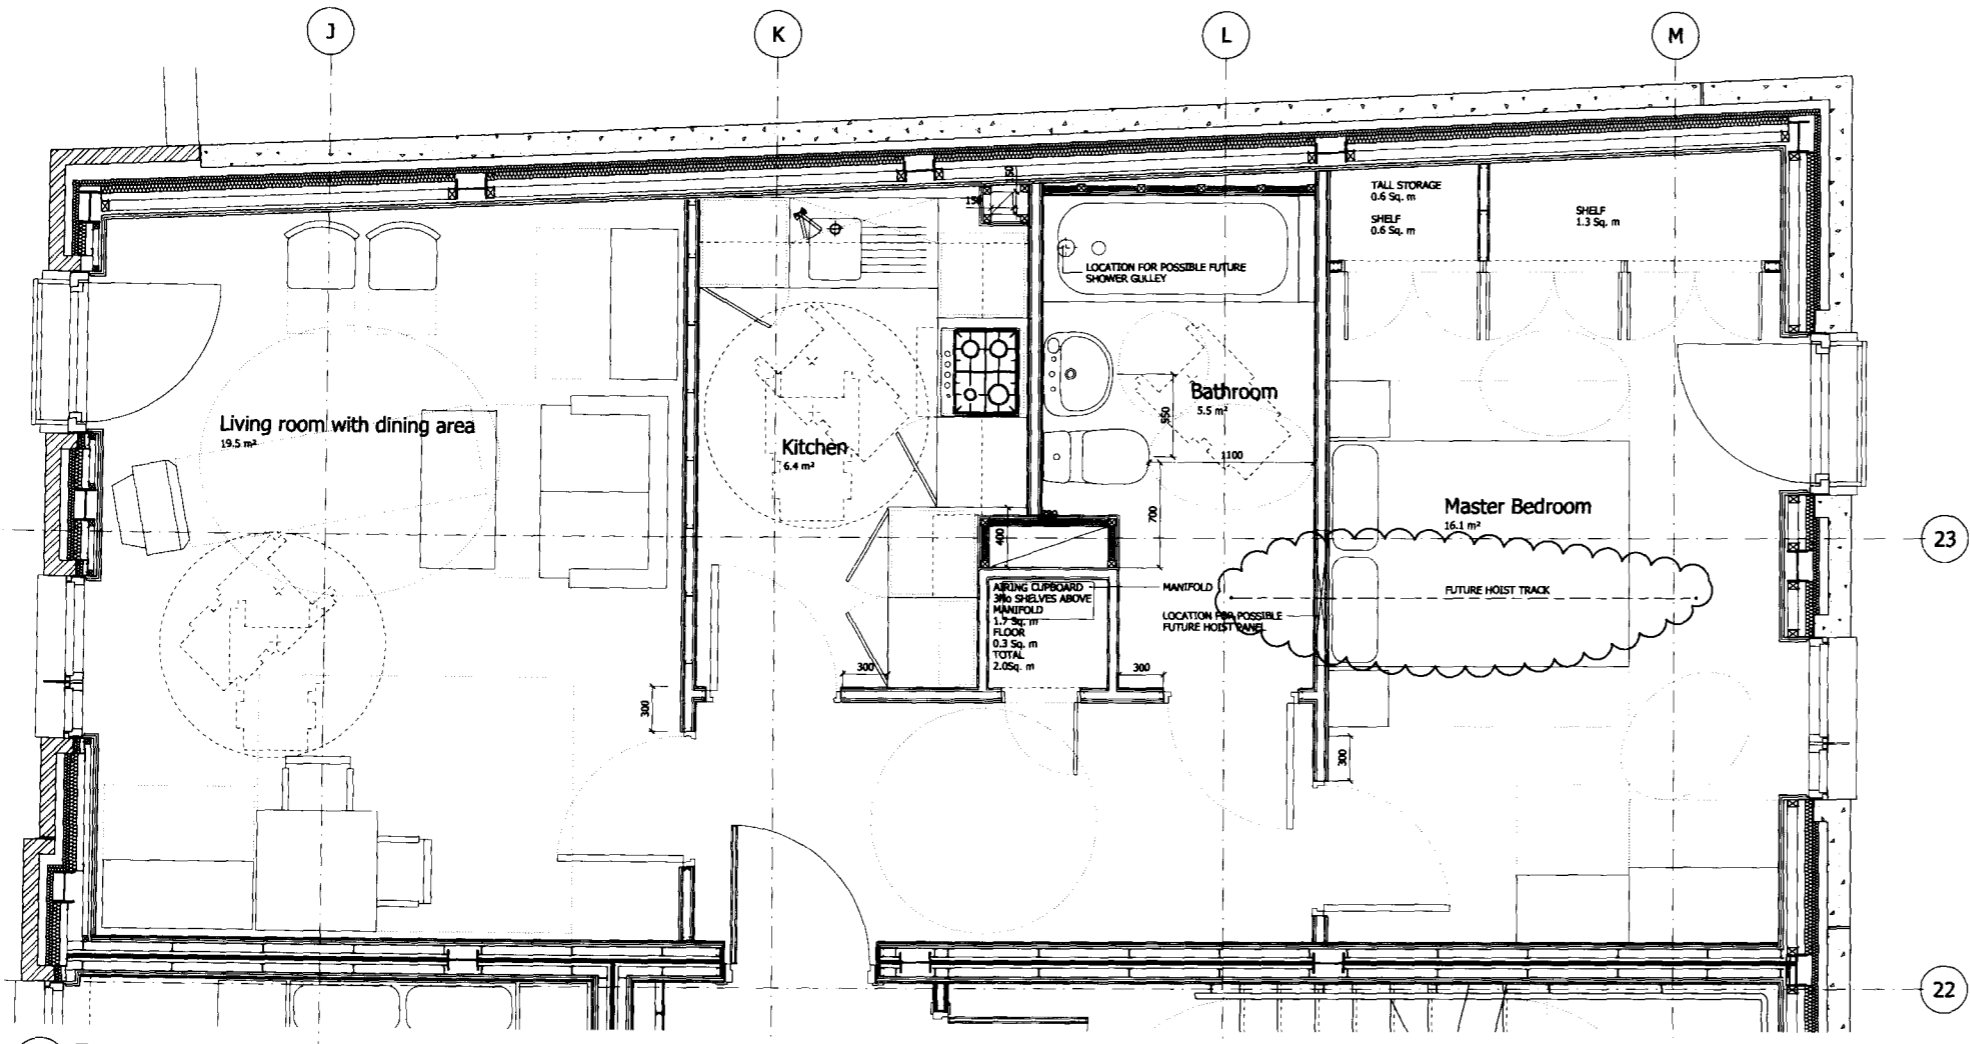 J
K
L
M
TALL STORAGE
0.6 Sq. m
SHELF
0.6 Sq. m
SHELF
1.3 Sq. m
150
50
LOCATION FOR POSSIBLE FUTURE
SHOWER GULLEY
Living room with dining area
19.5 m²
Kitchen
6.4 m²
Bathroom
5.5 m²
550
1100
700
Master Bedroom
16.1 m²
23
400
AIRING CUPBOARD
3No SHELVES ABOVE
MANIFOLD
1.7 Sq. m
FLOOR
0.3 Sq. m
TOTAL
2.0Sq. m
MANIFOLD
LOCATION FOR POSSIBLE
FUTURE HOIST PANEL
FUTURE HOIST TRACK
300
300
300
300
22